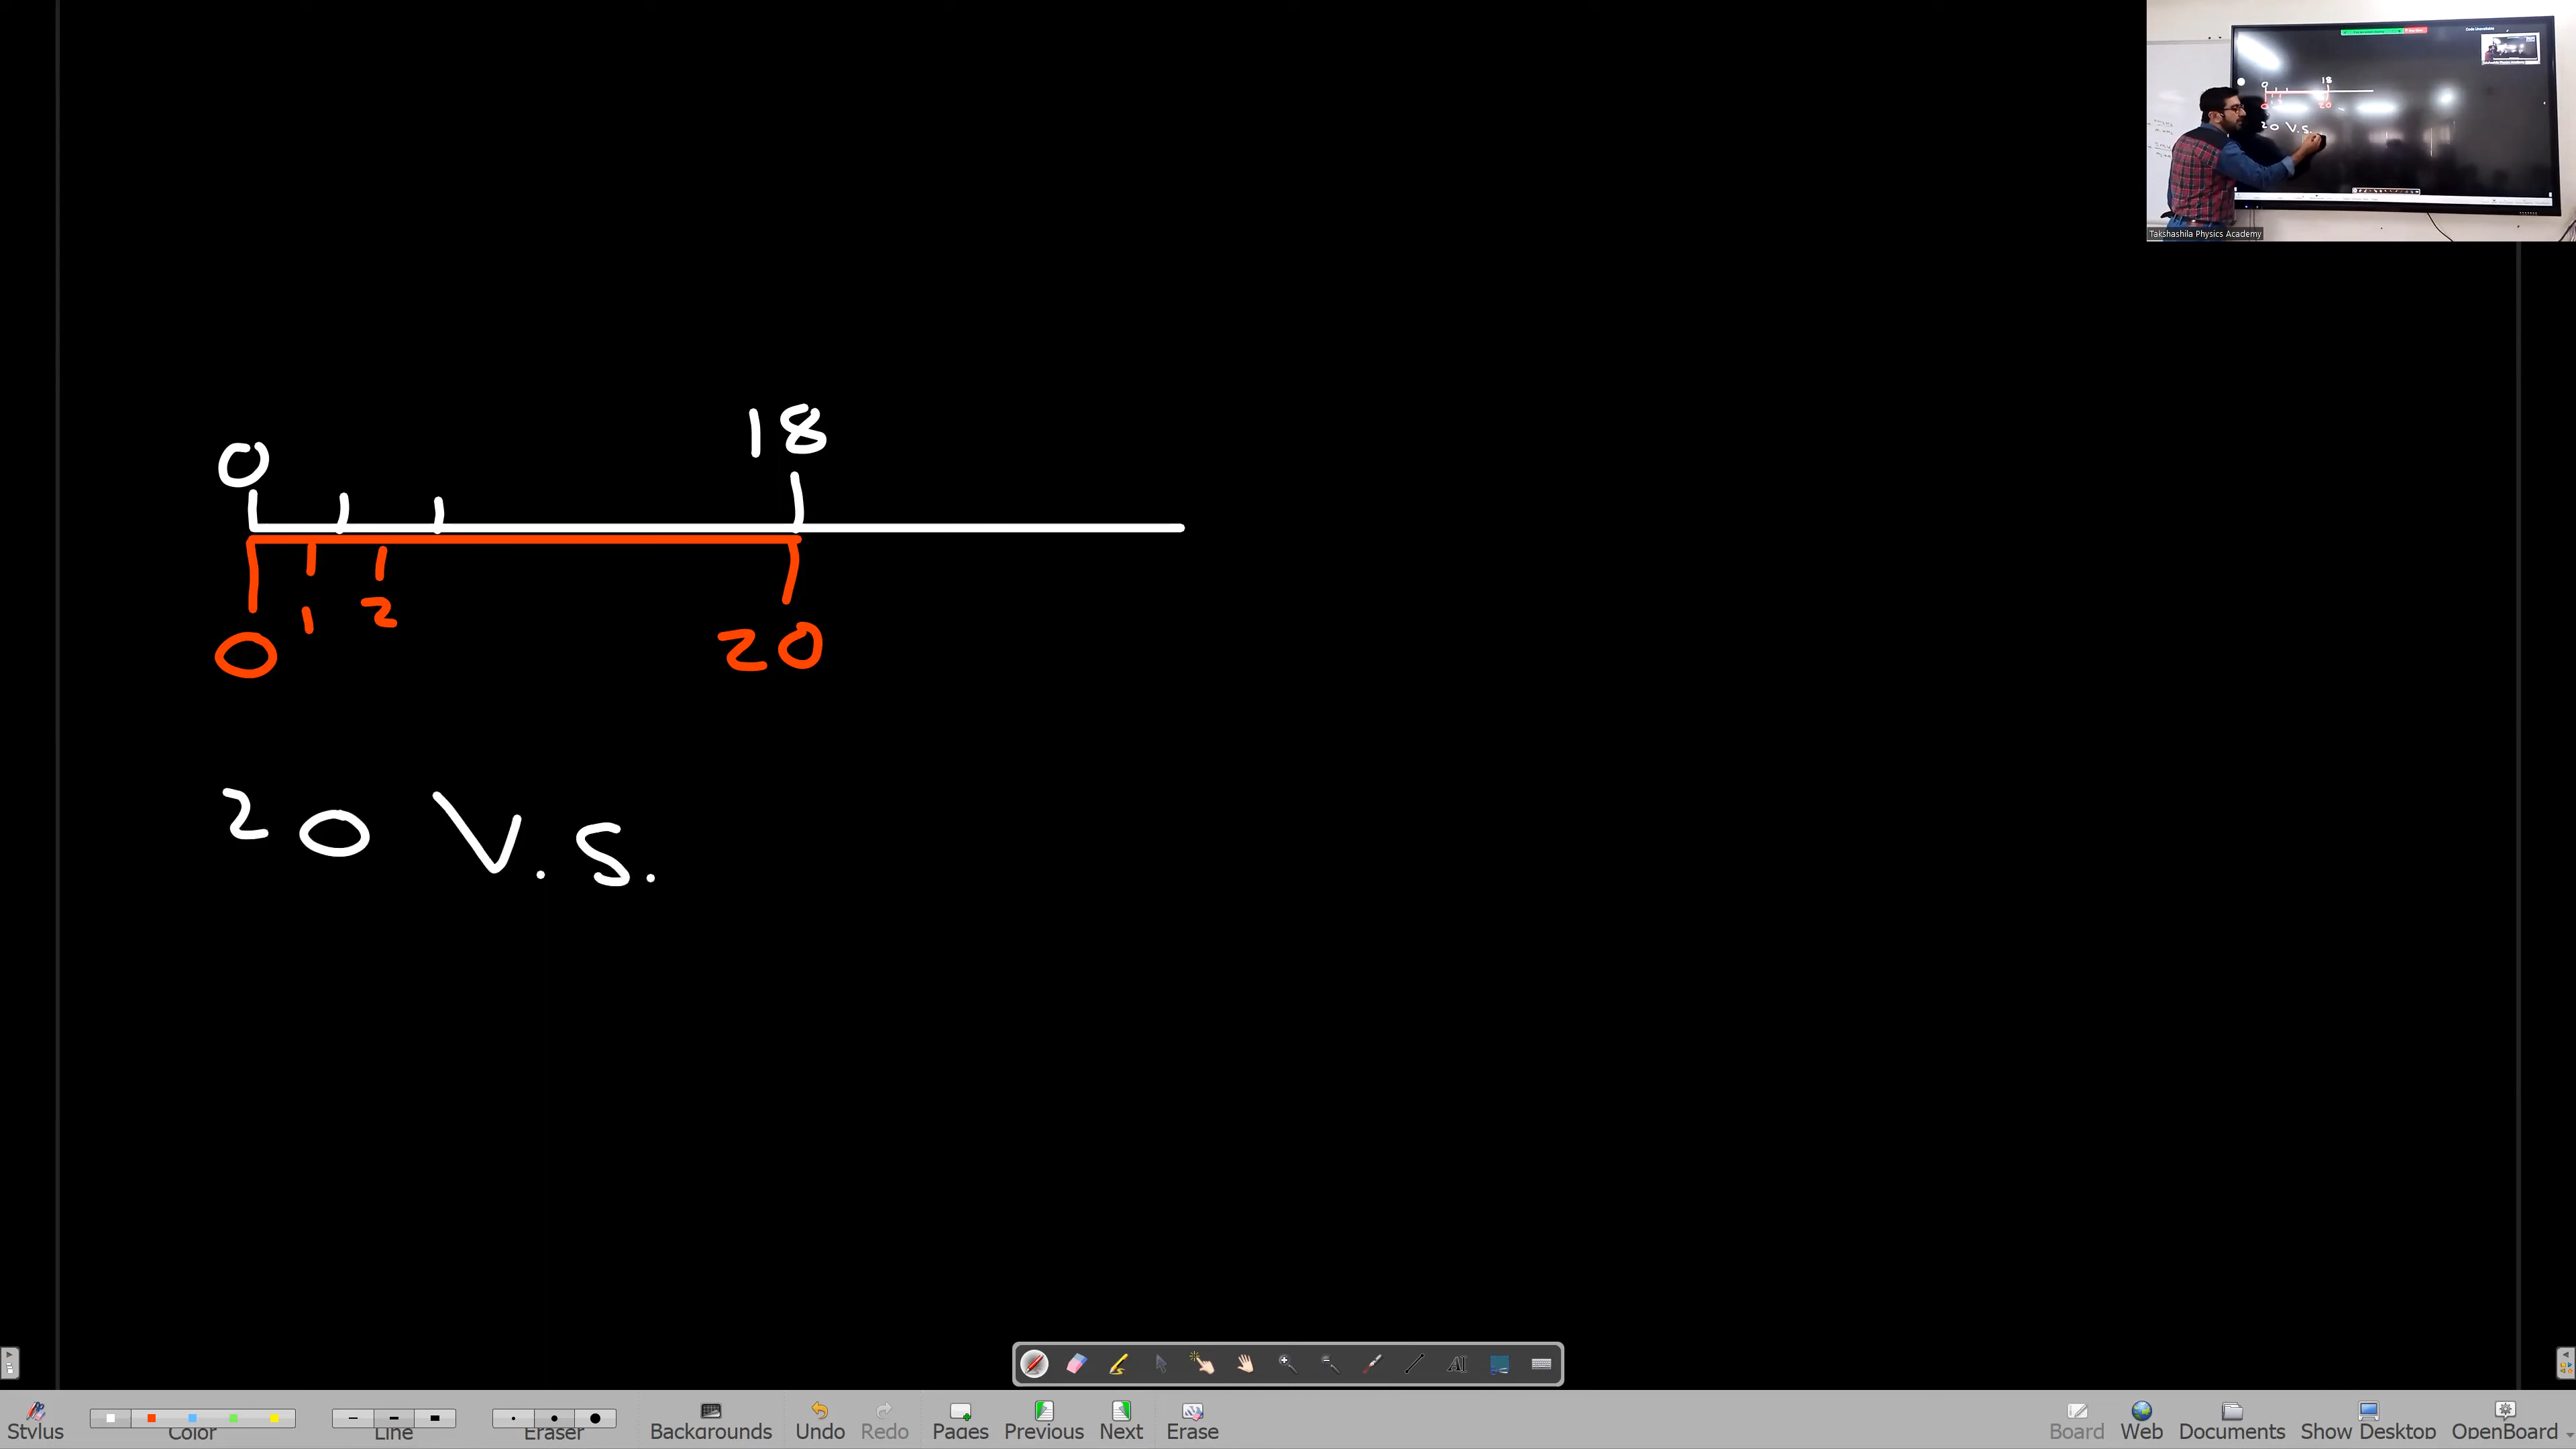 0 18
0 1 2 20
20 V.S.
Takshashila Physics Academy
Stylus Color Line Eraser Backgrounds Undo Redo Pages Previous Next Erase Board Web Documents Show Desktop OpenBoard